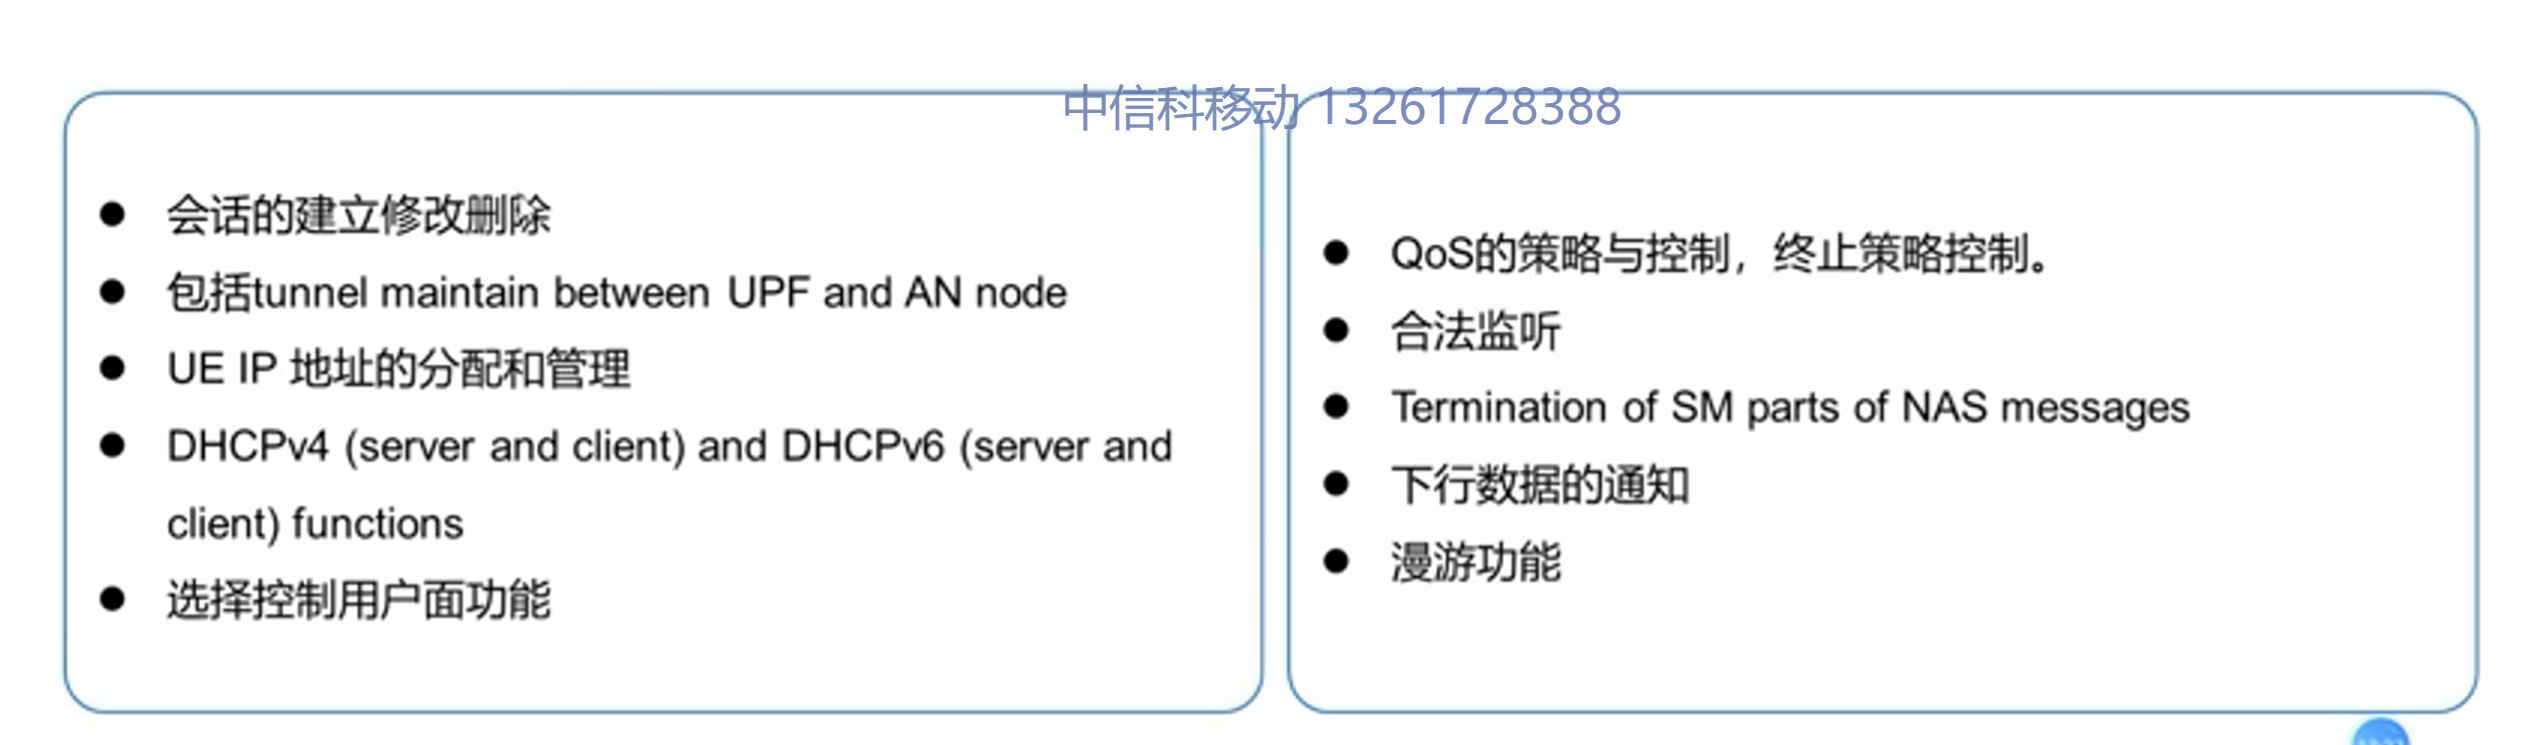 中信科移动 13261728388
会话的建立修改删除
包括tunnel maintain between UPF and AN node
UE IP 地址的分配和管理
DHCPv4 (server and client) and DHCPv6 (server and
client) functions
选择控制用户面功能
QoS的策略与控制，终止策略控制。
合法监听
Termination of SM parts of NAS messages
下行数据的通知
漫游功能